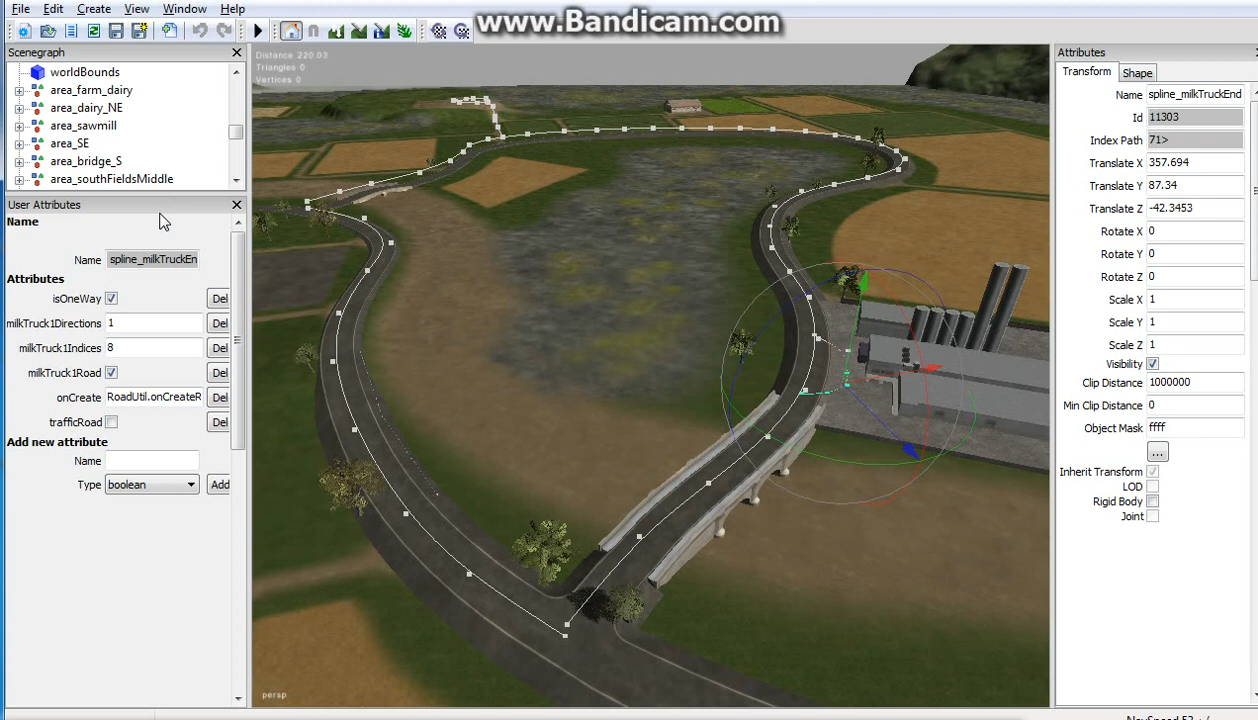 File Edit Create View Window Help
www.Bandicam.com
Scenegraph
worldBounds
area_farm_dairy
area_dairy_NE
area_sawmill
area_SE
area_bridge_S
area_southFieldsMiddle
User Attributes
Name
Name spline_milkTruckEn
Attributes
isOneWay Del
milkTruck1Directions 1 Del
milkTruck1Indices 8 Del
milkTruck1Road Del
onCreate RoadUtil.onCreateR Del
trafficRoad Del
Add new attribute
Name
Type boolean Add
Distance 220.03
Triangles 0
Vertices 0
persp
Attributes
Transform Shape
Name spline_milkTruckEnd
Id 11303
Index Path 71>
Translate X 357.694
Translate Y 87.34
Translate Z -42.3453
Rotate X 0
Rotate Y 0
Rotate Z 0
Scale X 1
Scale Y 1
Scale Z 1
Visibility
Clip Distance 1000000
Min Clip Distance 0
Object Mask ffff
...
Inherit Transform
LOD
Rigid Body
Joint